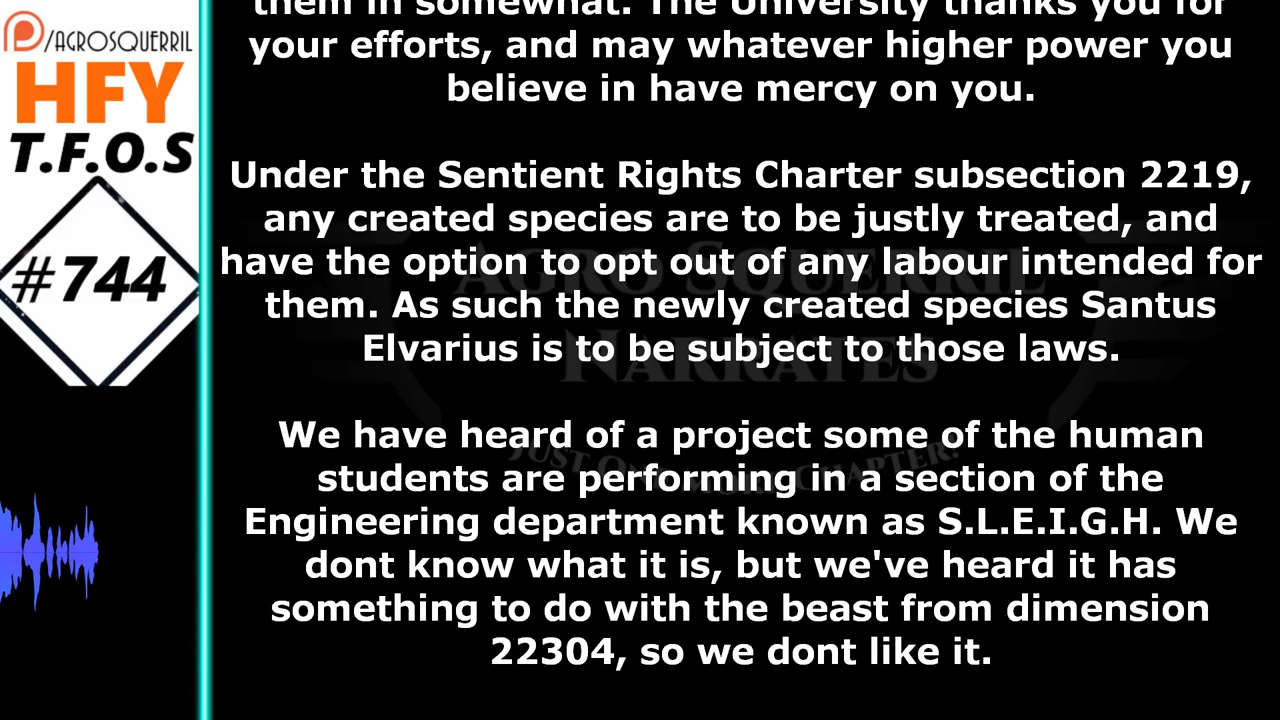 /AGROSQUERRIL
HFY
T.F.O.S
#744
them in somewhat. The University thanks you for
your efforts, and may whatever higher power you
believe in have mercy on you.
Under the Sentient Rights Charter subsection 2219,
any created species are to be justly treated, and
have the option to opt out of any labour intended for
them. As such the newly created species Santus
Elvarius is to be subject to those laws.
We have heard of a project some of the human
students are performing in a section of the
Engineering department known as S.L.E.I.G.H. We
dont know what it is, but we've heard it has
something to do with the beast from dimension
22304, so we dont like it.
AGRO SQUERRIL
NARRATES